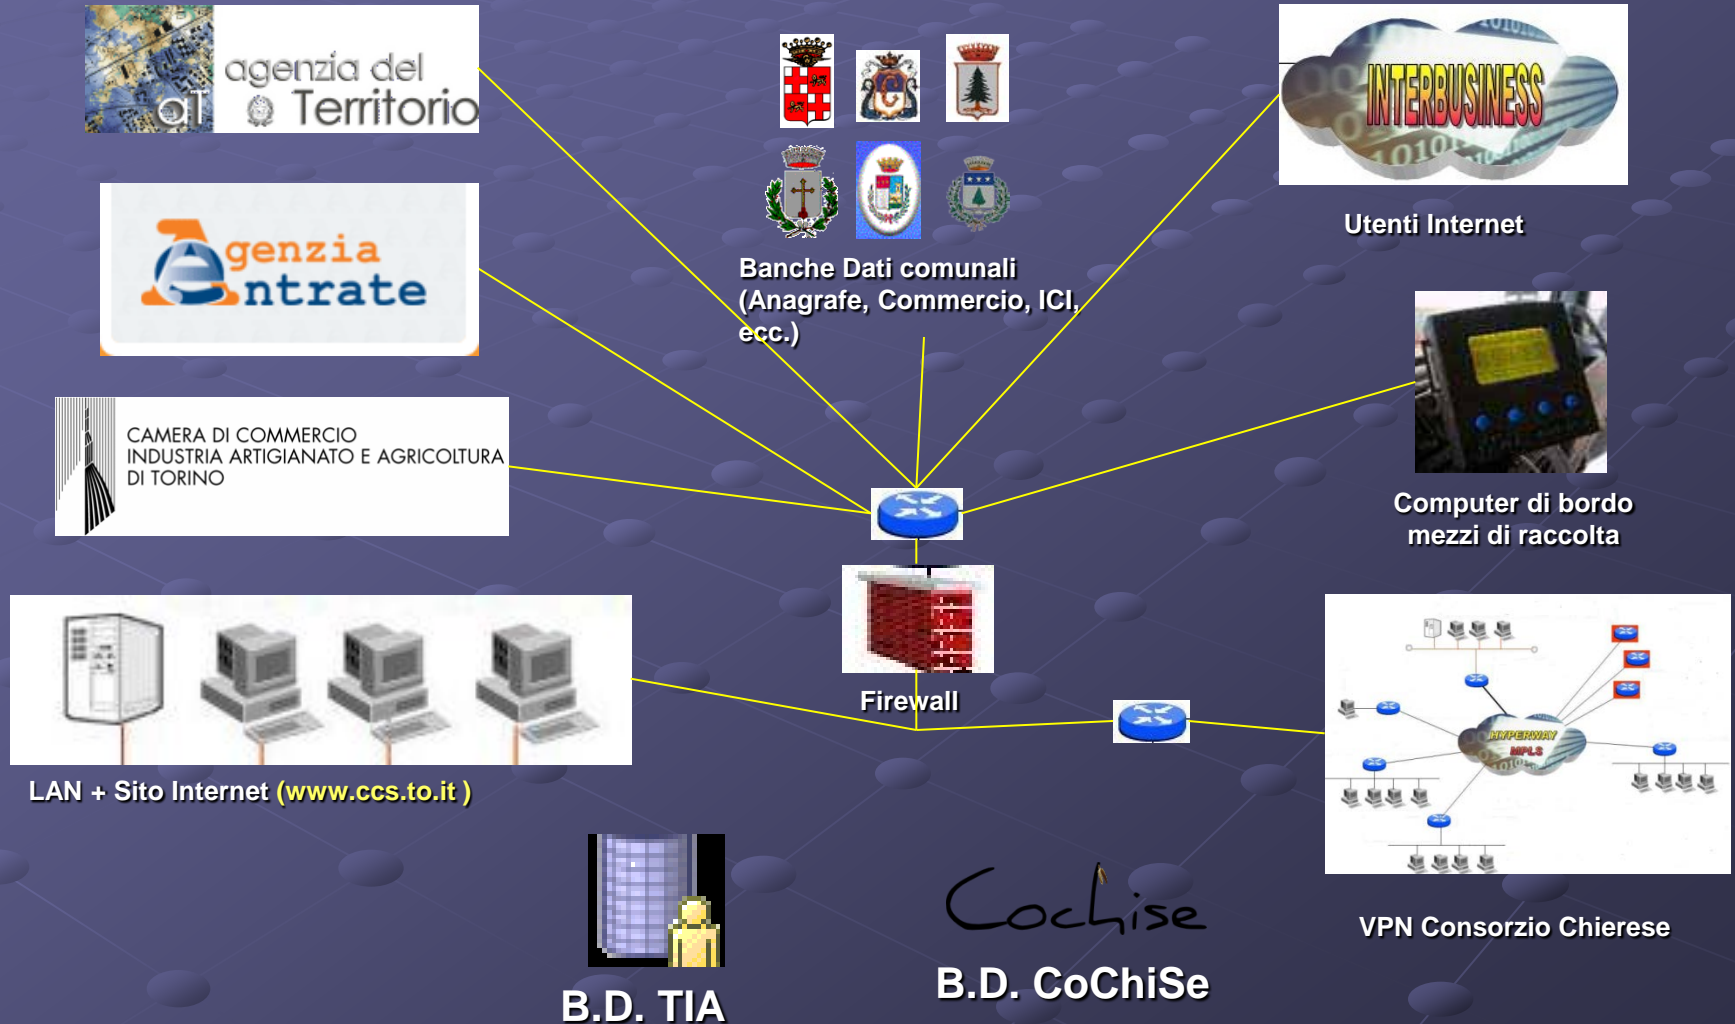 aT
agenzia del
Territorio
Agenzia
Entrate
CAMERA DI COMMERCIO
INDUSTRIA ARTIGIANATO E AGRICOLTURA
DI TORINO
Banche Dati comunali
(Anagrafe, Commercio, ICI,
ecc.)
INTERBUSINESS
Utenti Internet
Computer di bordo
mezzi di raccolta
Firewall
LAN + Sito Internet (www.ccs.to.it )
HYPERWAY
MPLS
VPN Consorzio Chierese
Cochise
B.D. TIA
B.D. CoChiSe